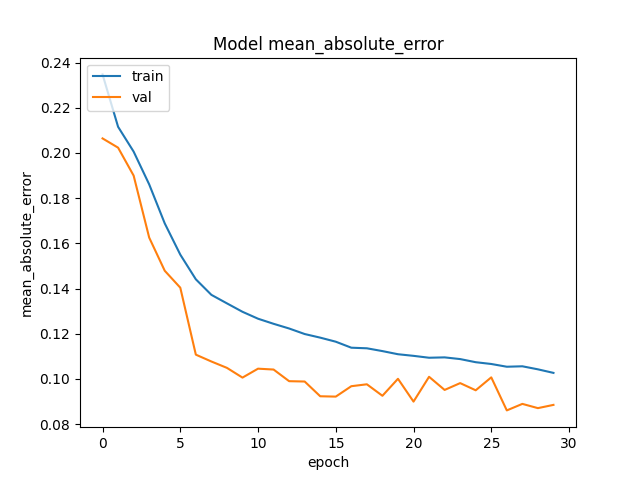 Model mean_absolute_error
train
val
mean_absolute_error
0.24
0.22
0.20
0.18
0.16
0.14
0.12
0.10
0.08
0 5 10 15 20 25 30
epoch